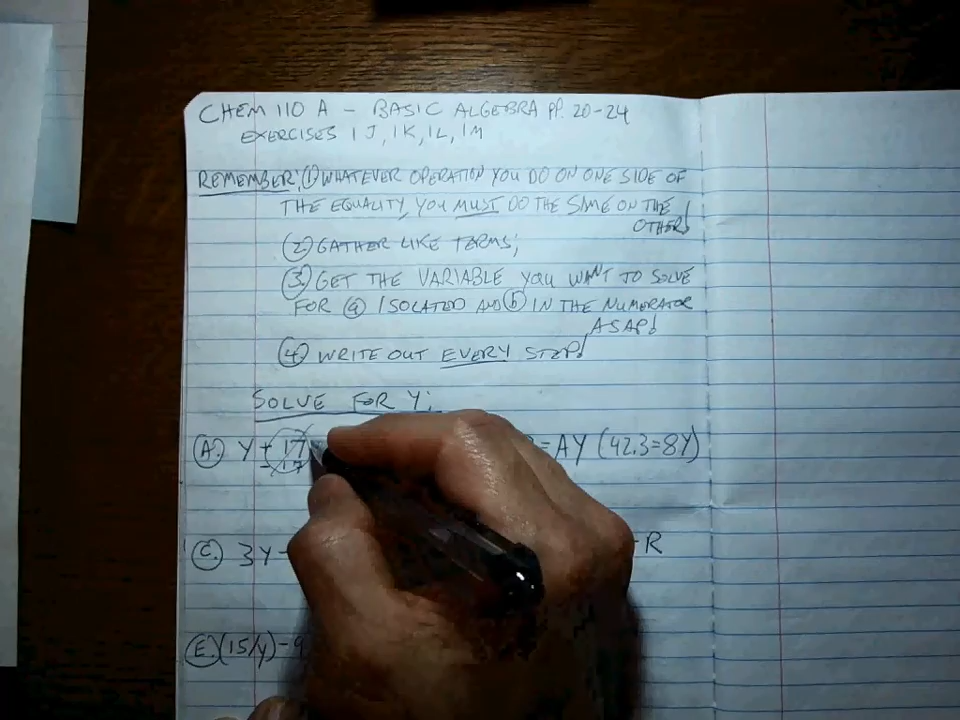 CHEM 110 A - BASIC ALGEBRA PP. 20-24
EXERCISES 1J, 1K, 1L, 1M
REMEMBER: (1) WHATEVER OPERATION YOU DO ON ONE SIDE OF
THE EQUALITY, YOU MUST DO THE SAME ON THE
OTHER!
(2) GATHER LIKE TERMS;
(3.) GET THE VARIABLE YOU WANT TO SOLVE
FOR (a) ISOLATED AND (b) IN THE NUMERATOR
ASAP!
(4.) WRITE OUT EVERY STEP!
SOLVE FOR Y:
(A.) Y + 17 = AY (42.3=8Y)
- 17
(C.) 3Y - - R
(E.) (15/Y) - 9